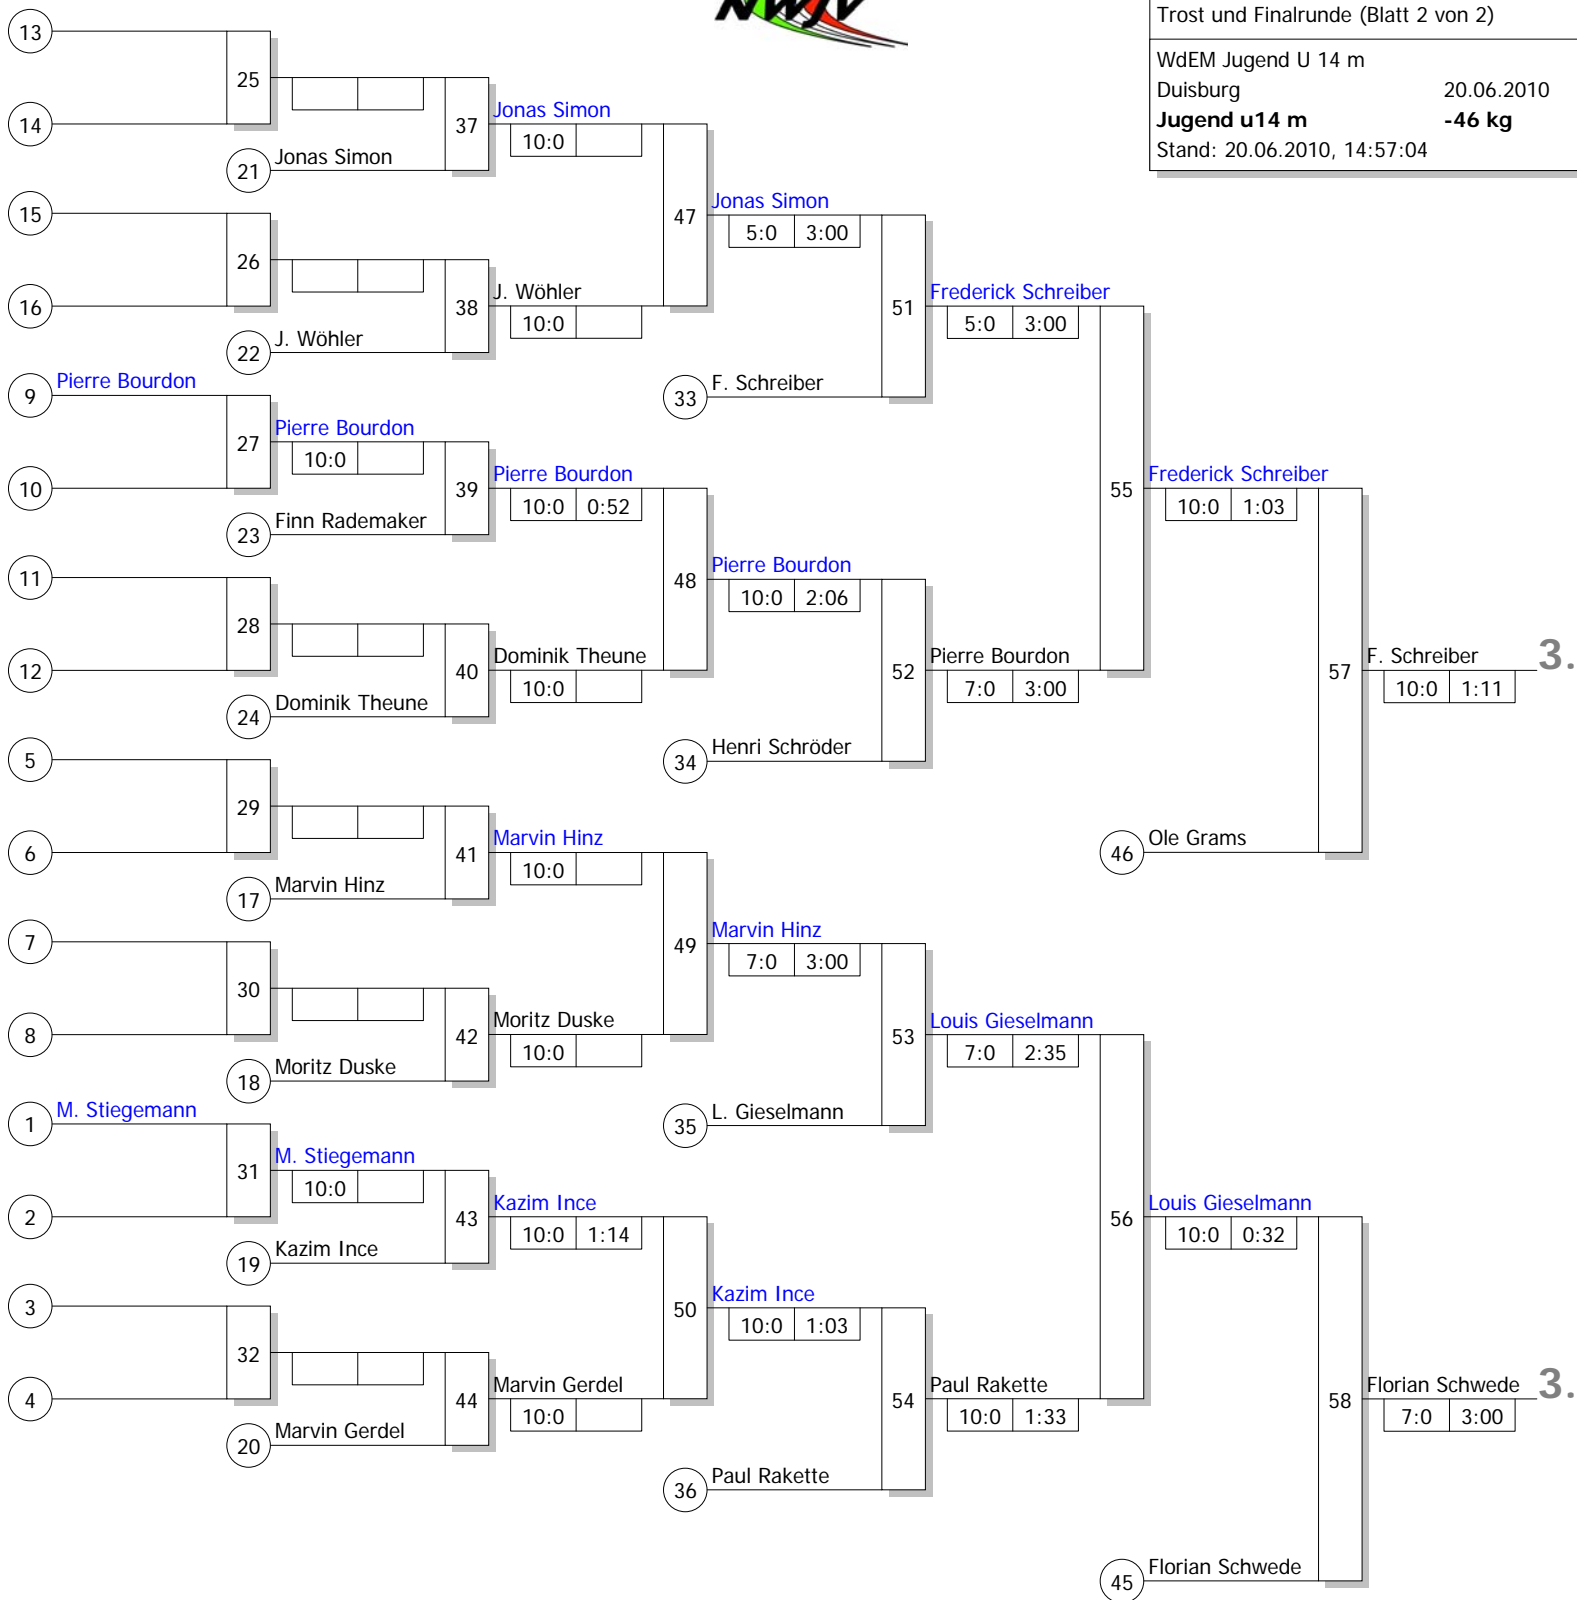 NWJV
Trost und Finalrunde (Blatt 2 von 2)
WdEM Jugend U 14 m
Duisburg 20.06.2010
Jugend u14 m -46 kg
Stand: 20.06.2010, 14:57:04
13
25
14
37
Jonas Simon
10:0
21 Jonas Simon
15
47
Jonas Simon
5:0 3:00
26
16
38
J. Wöhler
10:0
22 J. Wöhler
51
Frederick Schreiber
5:0 3:00
33 F. Schreiber
9 Pierre Bourdon
27
Pierre Bourdon
10:0
10
39
Pierre Bourdon
10:0 0:52
23 Finn Rademaker
55
Frederick Schreiber
10:0 1:03
11
48
Pierre Bourdon
10:0 2:06
28
12
40
Dominik Theune
10:0
24 Dominik Theune
52
Pierre Bourdon
7:0 3:00
34 Henri Schröder
57
F. Schreiber 3.
10:0 1:11
5
29
6
41
Marvin Hinz
10:0
17 Marvin Hinz
46 Ole Grams
7
49
Marvin Hinz
7:0 3:00
30
8
42
Moritz Duske
10:0
18 Moritz Duske
53
Louis Gieselmann
7:0 2:35
35 L. Gieselmann
1 M. Stiegemann
31
M. Stiegemann
10:0
2
43
Kazim Ince
10:0 1:14
19 Kazim Ince
56
Louis Gieselmann
10:0 0:32
3
50
Kazim Ince
10:0 1:03
32
4
44
Marvin Gerdel
10:0
20 Marvin Gerdel
54
Paul Rakette
10:0 1:33
36 Paul Rakette
58
Florian Schwede 3.
7:0 3:00
45 Florian Schwede